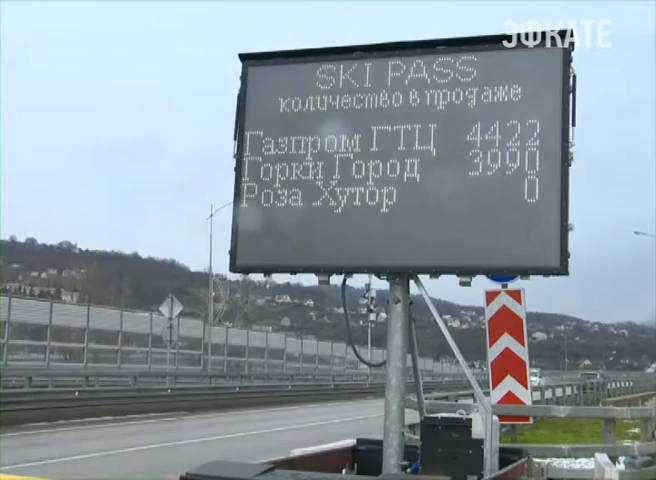 ЭФКАТЕ
SKI PASS
количество в продаже
Газпром ГТЦ 4422
Горки Город 3990
Роза Хутор 0